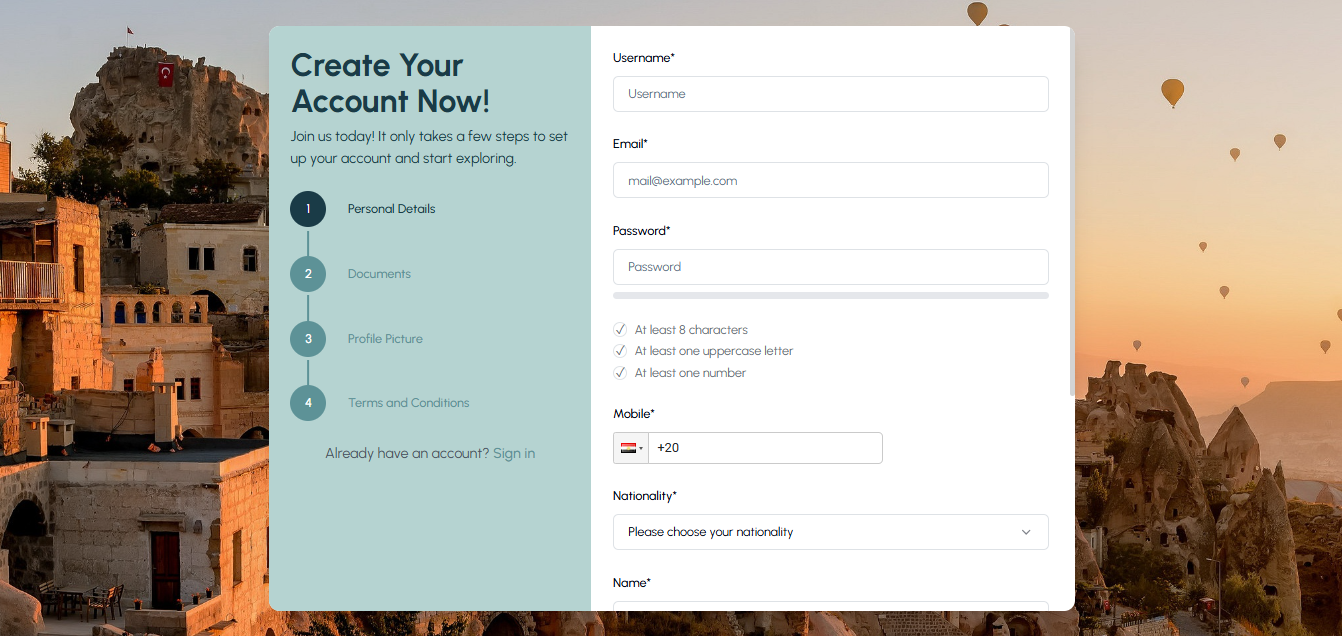 Create Your
Account Now!
Join us today! It only takes a few steps to set
up your account and start exploring.
1 Personal Details
2 Documents
3 Profile Picture
4 Terms and Conditions
Already have an account? Sign in
Username*
Username
Email*
mail@example.com
Password*
Password
At least 8 characters
At least one uppercase letter
At least one number
Mobile*
+20
Nationality*
Please choose your nationality
Name*